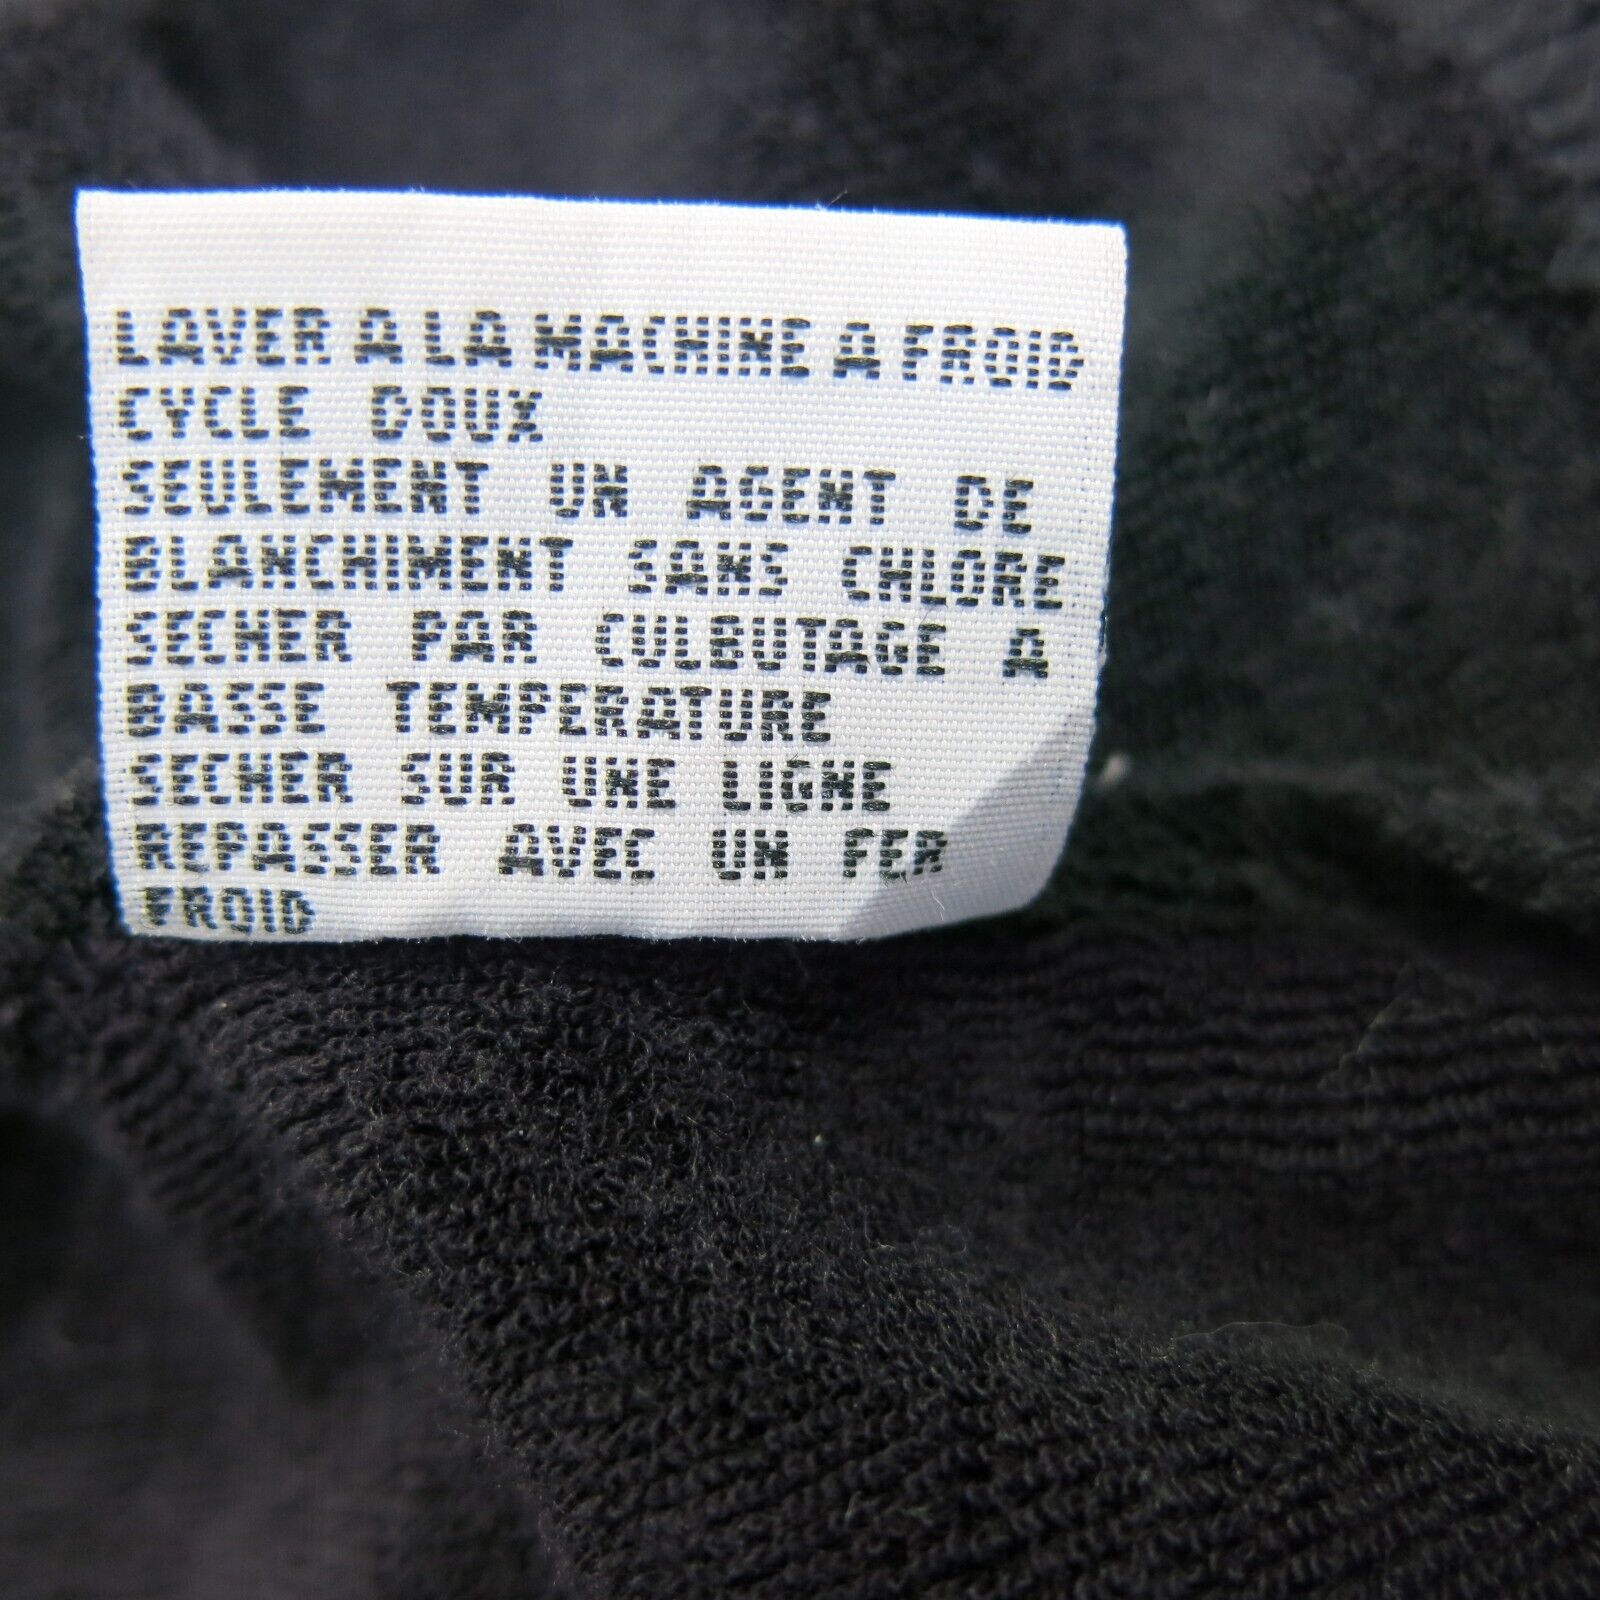 LAVER A LA MACHINE A FROID
CYCLE DOUX
SEULEMENT UN AGENT DE
BLANCHIMENT SANS CHLORE
SECHER PAR CULBUTAGE A
BASSE TEMPERATURE
SECHER SUR UNE LIGNE
REPASSER AVEC UN FER
FROID